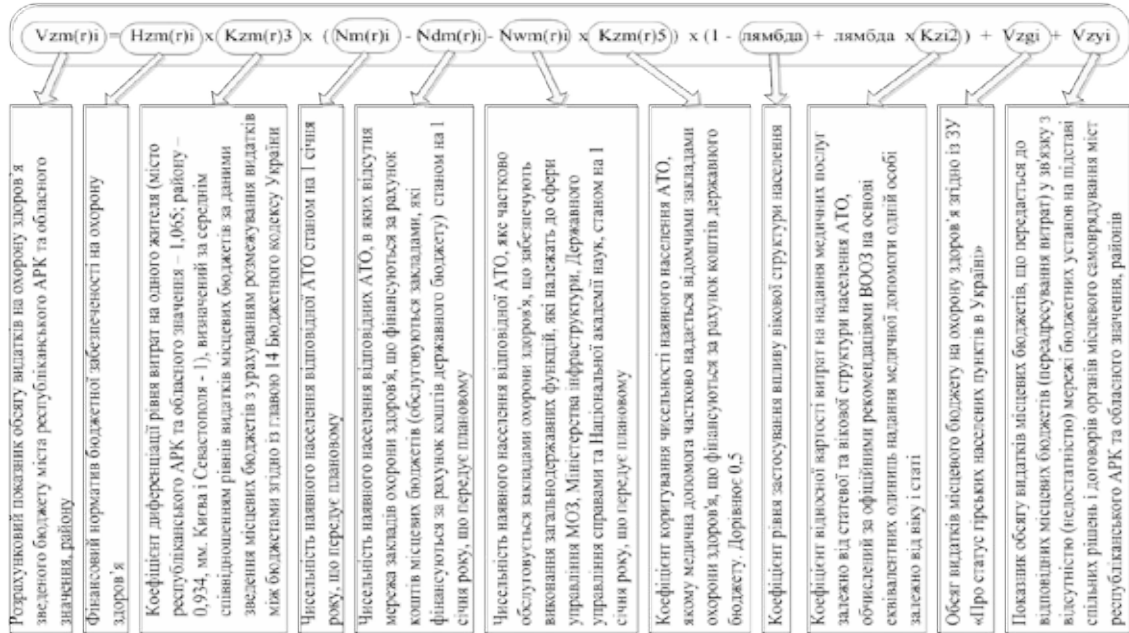 Vzm(r)i = Hzm(r)i x Kzm(r)3 x (Nm(r)i - Ndm(r)i - Nwm(r)i x Kzm(r)5) x (1 - лямбда + лямбда x Kzi2) + Vzgi + Vzyi
Розрахунковий показник обсягу видатків на охорону здоров'я
зведеного бюджету міста республіканського АРК та обласного
значення, району
Фінансовий норматив бюджетної забезпеченості на охорону
здоров'я
Коефіцієнт диференціації рівня витрат на одного жителя (місто
республіканського АРК та обласного значення – 1,065; району –
0,934, мм. Києва і Севастополя - 1), визначений за середнім
співвідношенням рівнів видатків місцевих бюджетів за даними
зведення місцевих бюджетів з урахуванням розмежування видатків
між бюджетами згідно із главою 14 Бюджетного кодексу України
Чисельність наявного населення відповідної АТО станом на 1 січня
року, що передує плановому
Чисельність наявного населення відповідних АТО, в яких відсутня
мережа закладів охорони здоров'я, що фінансуються за рахунок
коштів місцевих бюджетів (обслуговуються закладами, які
фінансуються за рахунок коштів державного бюджету) станом на 1
січня року, що передує плановому
Чисельність наявного населення відповідної АТО, яке частково
обслуговується закладами охорони здоров'я, що забезпечують
виконання загальнодержавних функцій, які належать до сфери
управління МОЗ, Міністерства інфраструктури, Державного
управління справами та Національної академії наук, станом на 1
січня року, що передує плановому
Коефіцієнт коригування чисельності наявного населення АТО,
якому медична допомога частково надається відомчими закладами
охорони здоров'я, що фінансуються за рахунок коштів державного
бюджету. Дорівнює 0,5
Коефіцієнт рівня застосування впливу вікової структури населення
Коефіцієнт відносної вартості витрат на надання медичних послуг
залежно від статевої та вікової структури населення АТО,
обчислений за офіційними рекомендаціями ВООЗ на основі
еквівалентних одиниць надання медичної допомоги одній особі
залежно від віку і статі
Обсяг видатків місцевого бюджету на охорону здоров'я згідно із ЗУ
«Про статус гірських населених пунктів в Україні»
Показник обсягу видатків місцевих бюджетів, що передається до
відповідних місцевих бюджетів (переадресування витрат) у зв'язку з
відсутністю (недостатністю) мережі бюджетних установ на підставі
спільних рішень і договорів органів місцевого самоврядування міст
республіканського АРК та обласного значення, районів